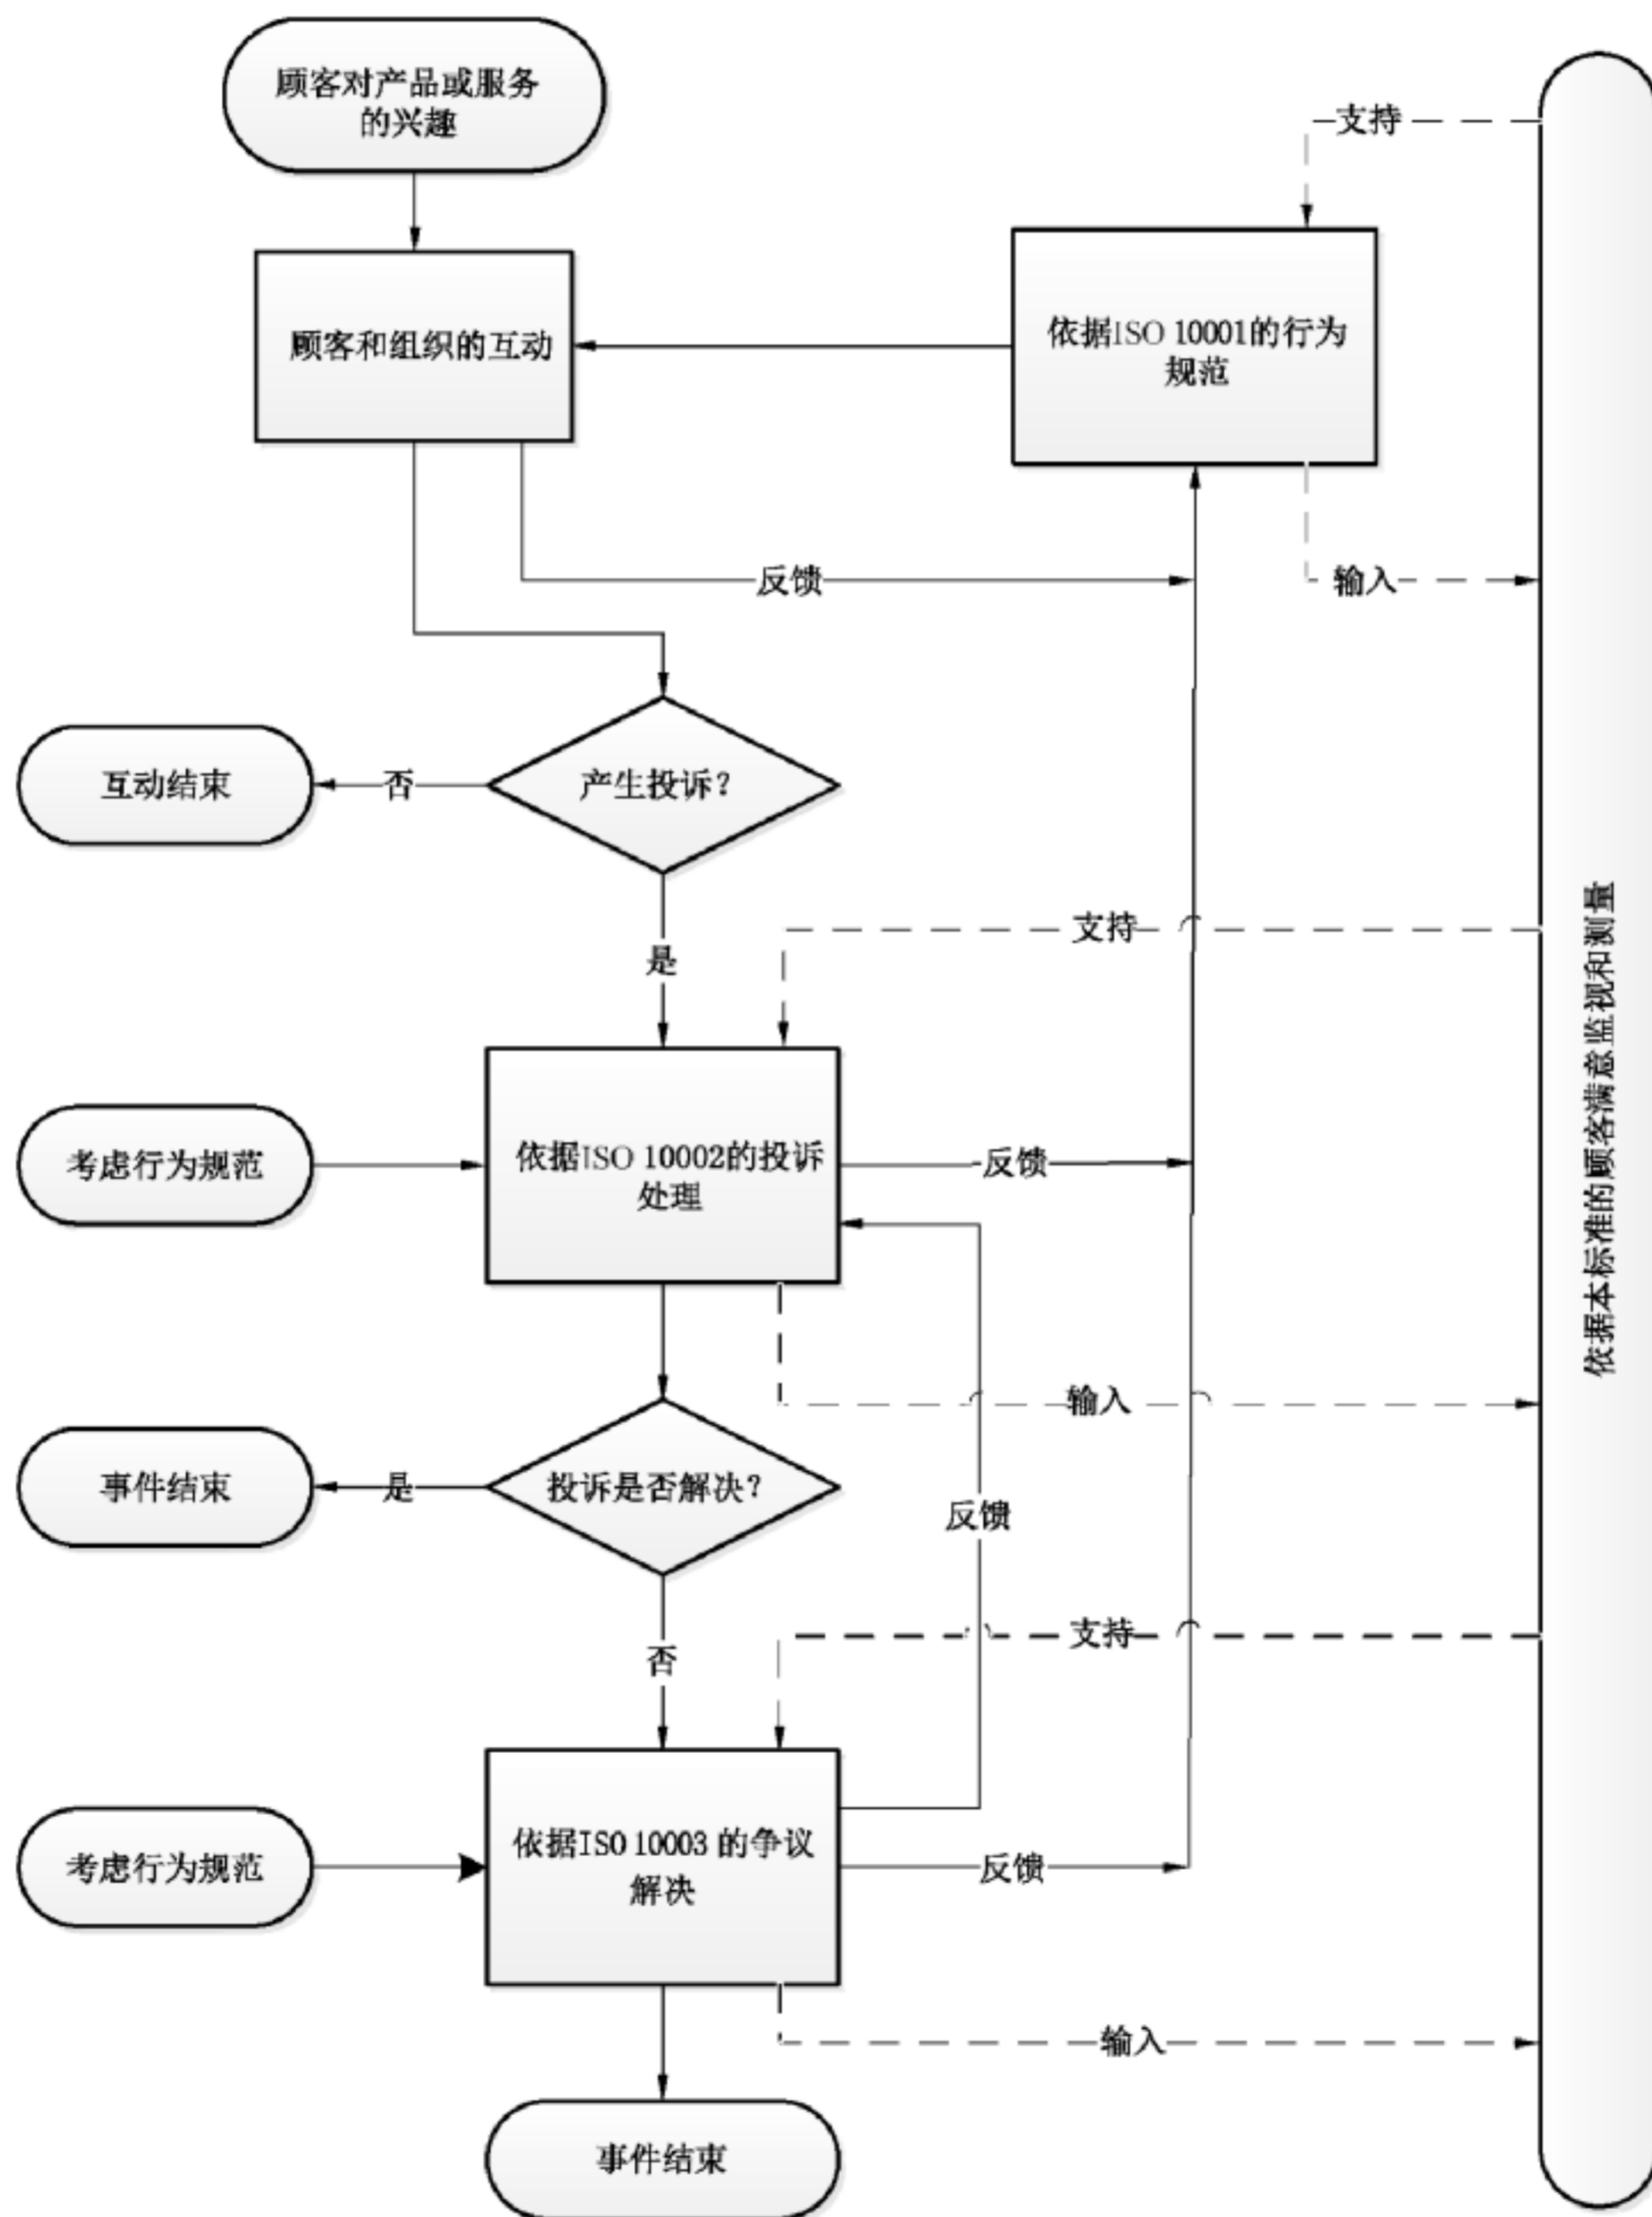 顾客对产品或服务
的兴趣
支持
顾客和组织的互动
依据ISO 10001的行为
规范
反馈
输入
互动结束
否
产生投诉?
支持
是
考虑行为规范
依据ISO 10002的投诉
处理
反馈
输入
事件结束
是
投诉是否解决?
反馈
支持
否
考虑行为规范
依据ISO 10003 的争议
解决
反馈
输入
事件结束
依据本标准的顾客满意监视和测量